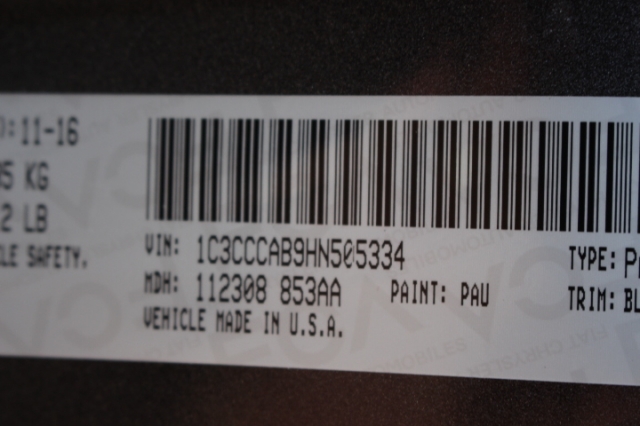 : 11-16
5 KG
2 LB
LE SAFETY.
VIN: 1C3CCCAB9HN505334
TYPE:
MDH: 112308 853AA PAINT: PAU
TRIM: BL
VEHICLE MADE IN U.S.A.